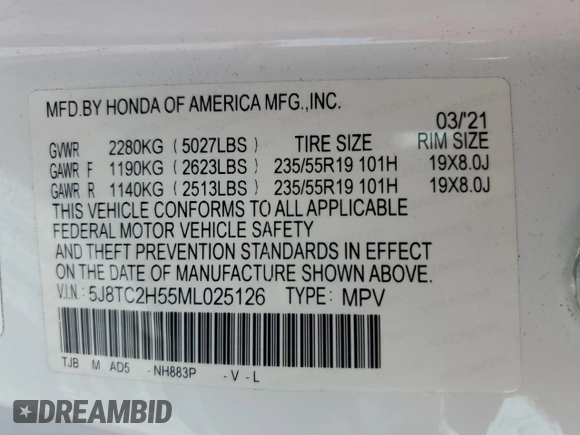 MFD.BY HONDA OF AMERICA MFG.,INC.
03/'21
GVWR 2280KG (5027LBS) TIRE SIZE RIM SIZE
GAWR F 1190KG (2623LBS) 235/55R19 101H 19X8.0J
GAWR R 1140KG (2513LBS) 235/55R19 101H 19X8.0J
THIS VEHICLE CONFORMS TO ALL APPLICABLE
FEDERAL MOTOR VEHICLE SAFETY
AND THEFT PREVENTION STANDARDS IN EFFECT
ON THE DATE OF MANUFACTURE SHOWN ABOVE.
V.I.N.: 5J8TC2H55ML025126 TYPE: MPV
TJB M AD5 -NH883P -V-L
DREAMBID